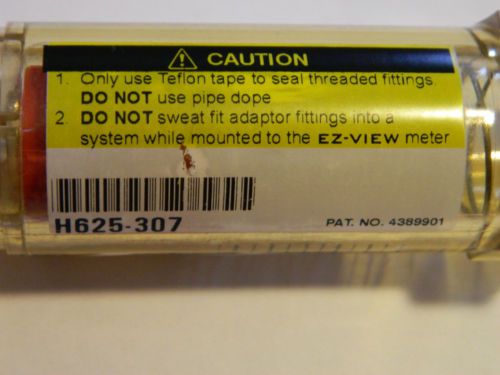 CAUTION
1. Only use Teflon tape to seal threaded fittings.
DO NOT use pipe dope
2. DO NOT sweat fit adaptor fittings into a
system while mounted to the EZ-VIEW meter
H625-307
PAT. NO. 4389901